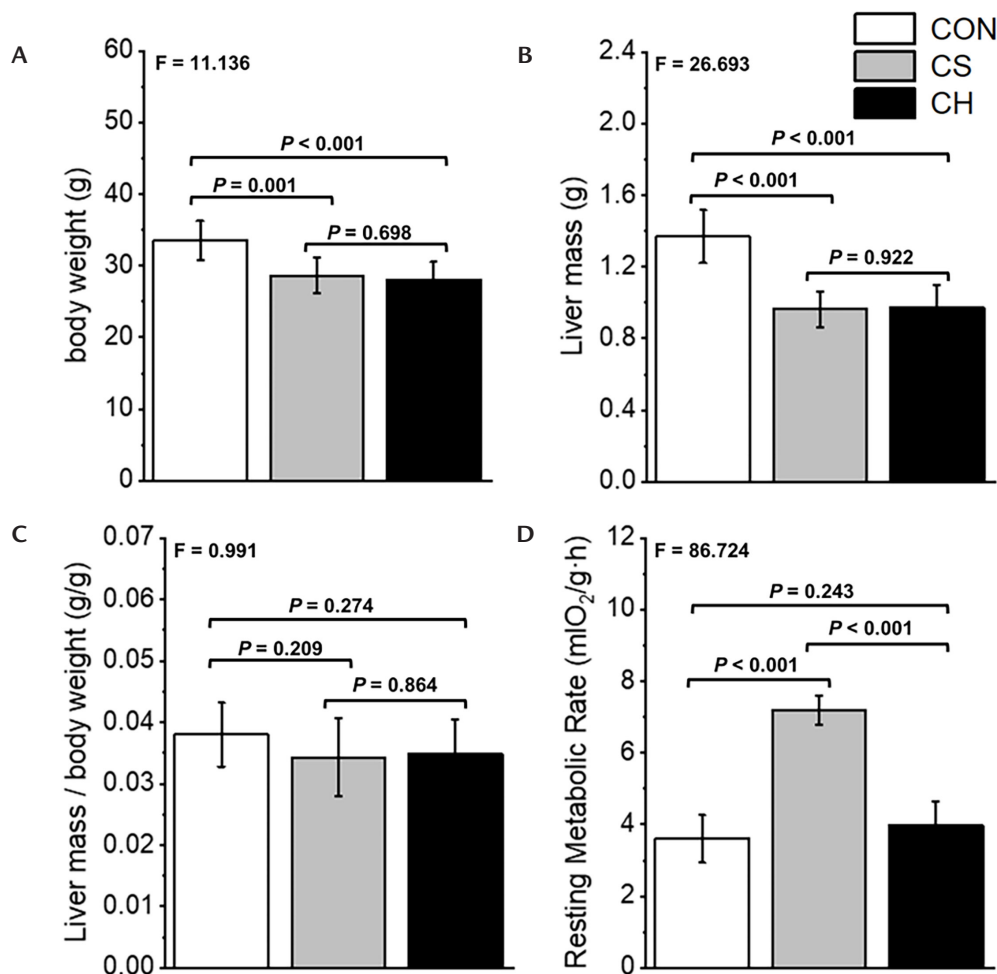 CON
CS
CH
A
F = 11.136
P < 0.001
P = 0.001
P = 0.698
body weight (g)
60
50
40
30
20
10
0
B
F = 26.693
P < 0.001
P < 0.001
P = 0.922
Liver mass (g)
2.4
2.0
1.6
1.2
0.8
0.4
0.0
C
F = 0.991
P = 0.274
P = 0.209
P = 0.864
Liver mass / body weight (g/g)
0.07
0.06
0.05
0.04
0.03
0.02
0.01
0.00
D
F = 86.724
P = 0.243
P < 0.001
P < 0.001
Resting Metabolic Rate (mlO₂/g·h)
12
10
8
6
4
2
0